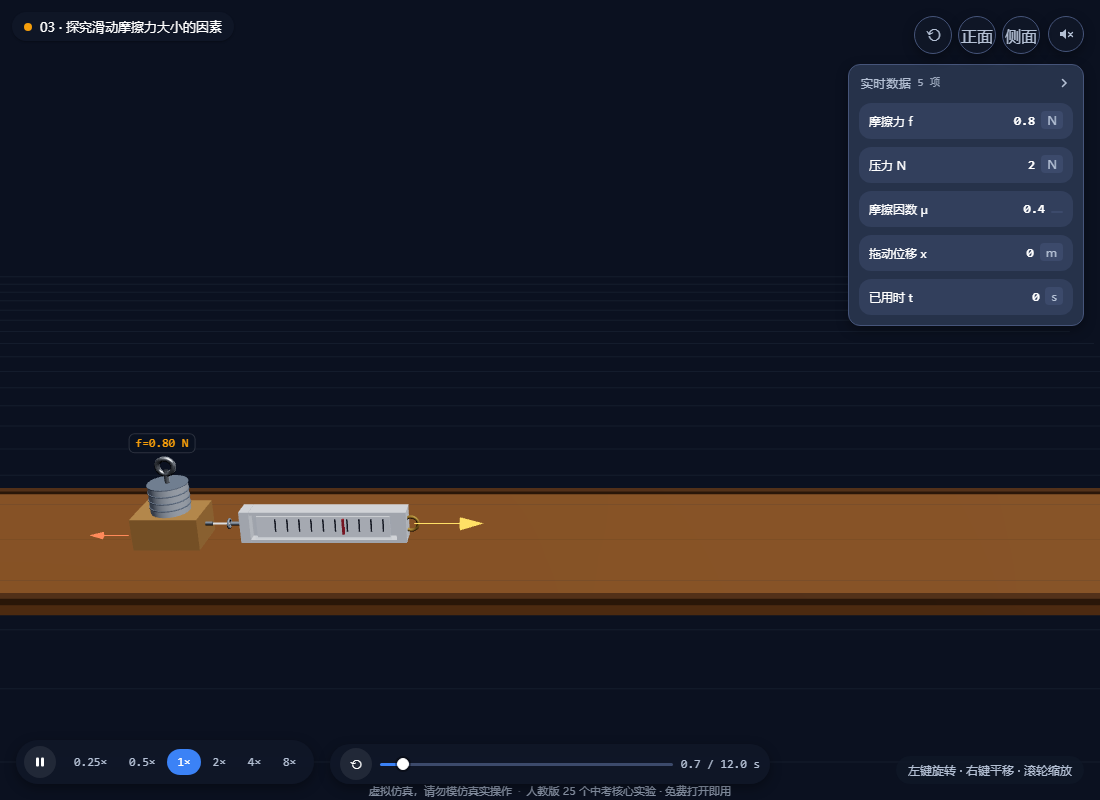 03 · 探究滑动摩擦力大小的因素
正面 侧面
实时数据 5 项
摩擦力 f 0.8 N
压力 N 2 N
摩擦因数 μ 0.4 —
拖动位移 x 0 m
已用时 t 0 s
f=0.80 N
0.25× 0.5× 1× 2× 4× 8×
0.7 / 12.0 s
左键旋转 · 右键平移 · 滚轮缩放
虚拟仿真，请勿模仿真实操作 · 人教版 25 个中考核心实验 · 免费打开即用